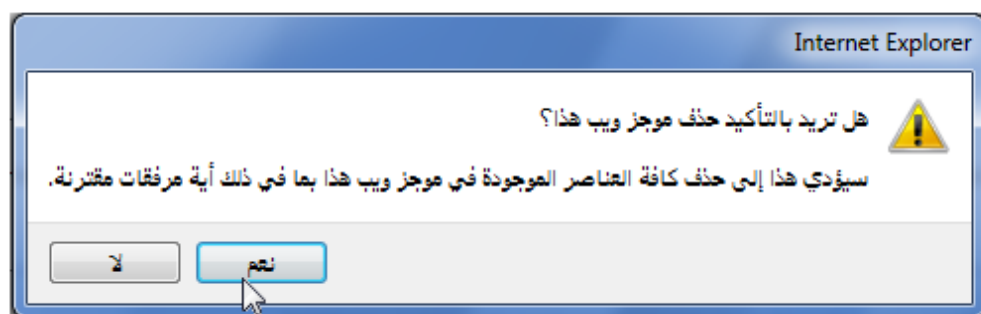 Internet Explorer
هل تريد بالتأكيد حذف موجز ويب هذا؟
سيؤدي هذا إلى حذف كافة العناصر الموجودة في موجز ويب هذا بما في ذلك أية مرفقات مقترنة.
نعم
لا